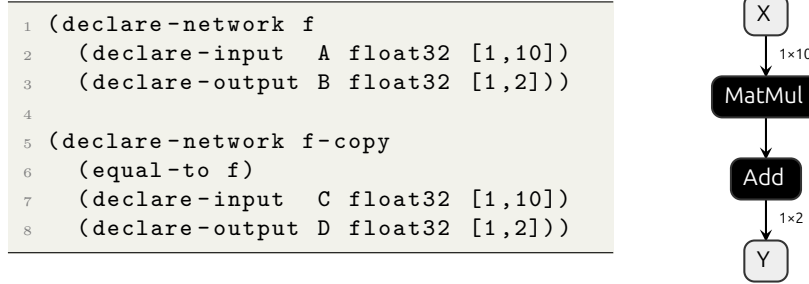 1 (declare-network f
2 (declare-input A float32 [1,10])
3 (declare-output B float32 [1,2]))
4
5 (declare-network f-copy
6 (equal-to f)
7 (declare-input C float32 [1,10])
8 (declare-output D float32 [1,2]))
X
1×10
MatMul
Add
1×2
Y